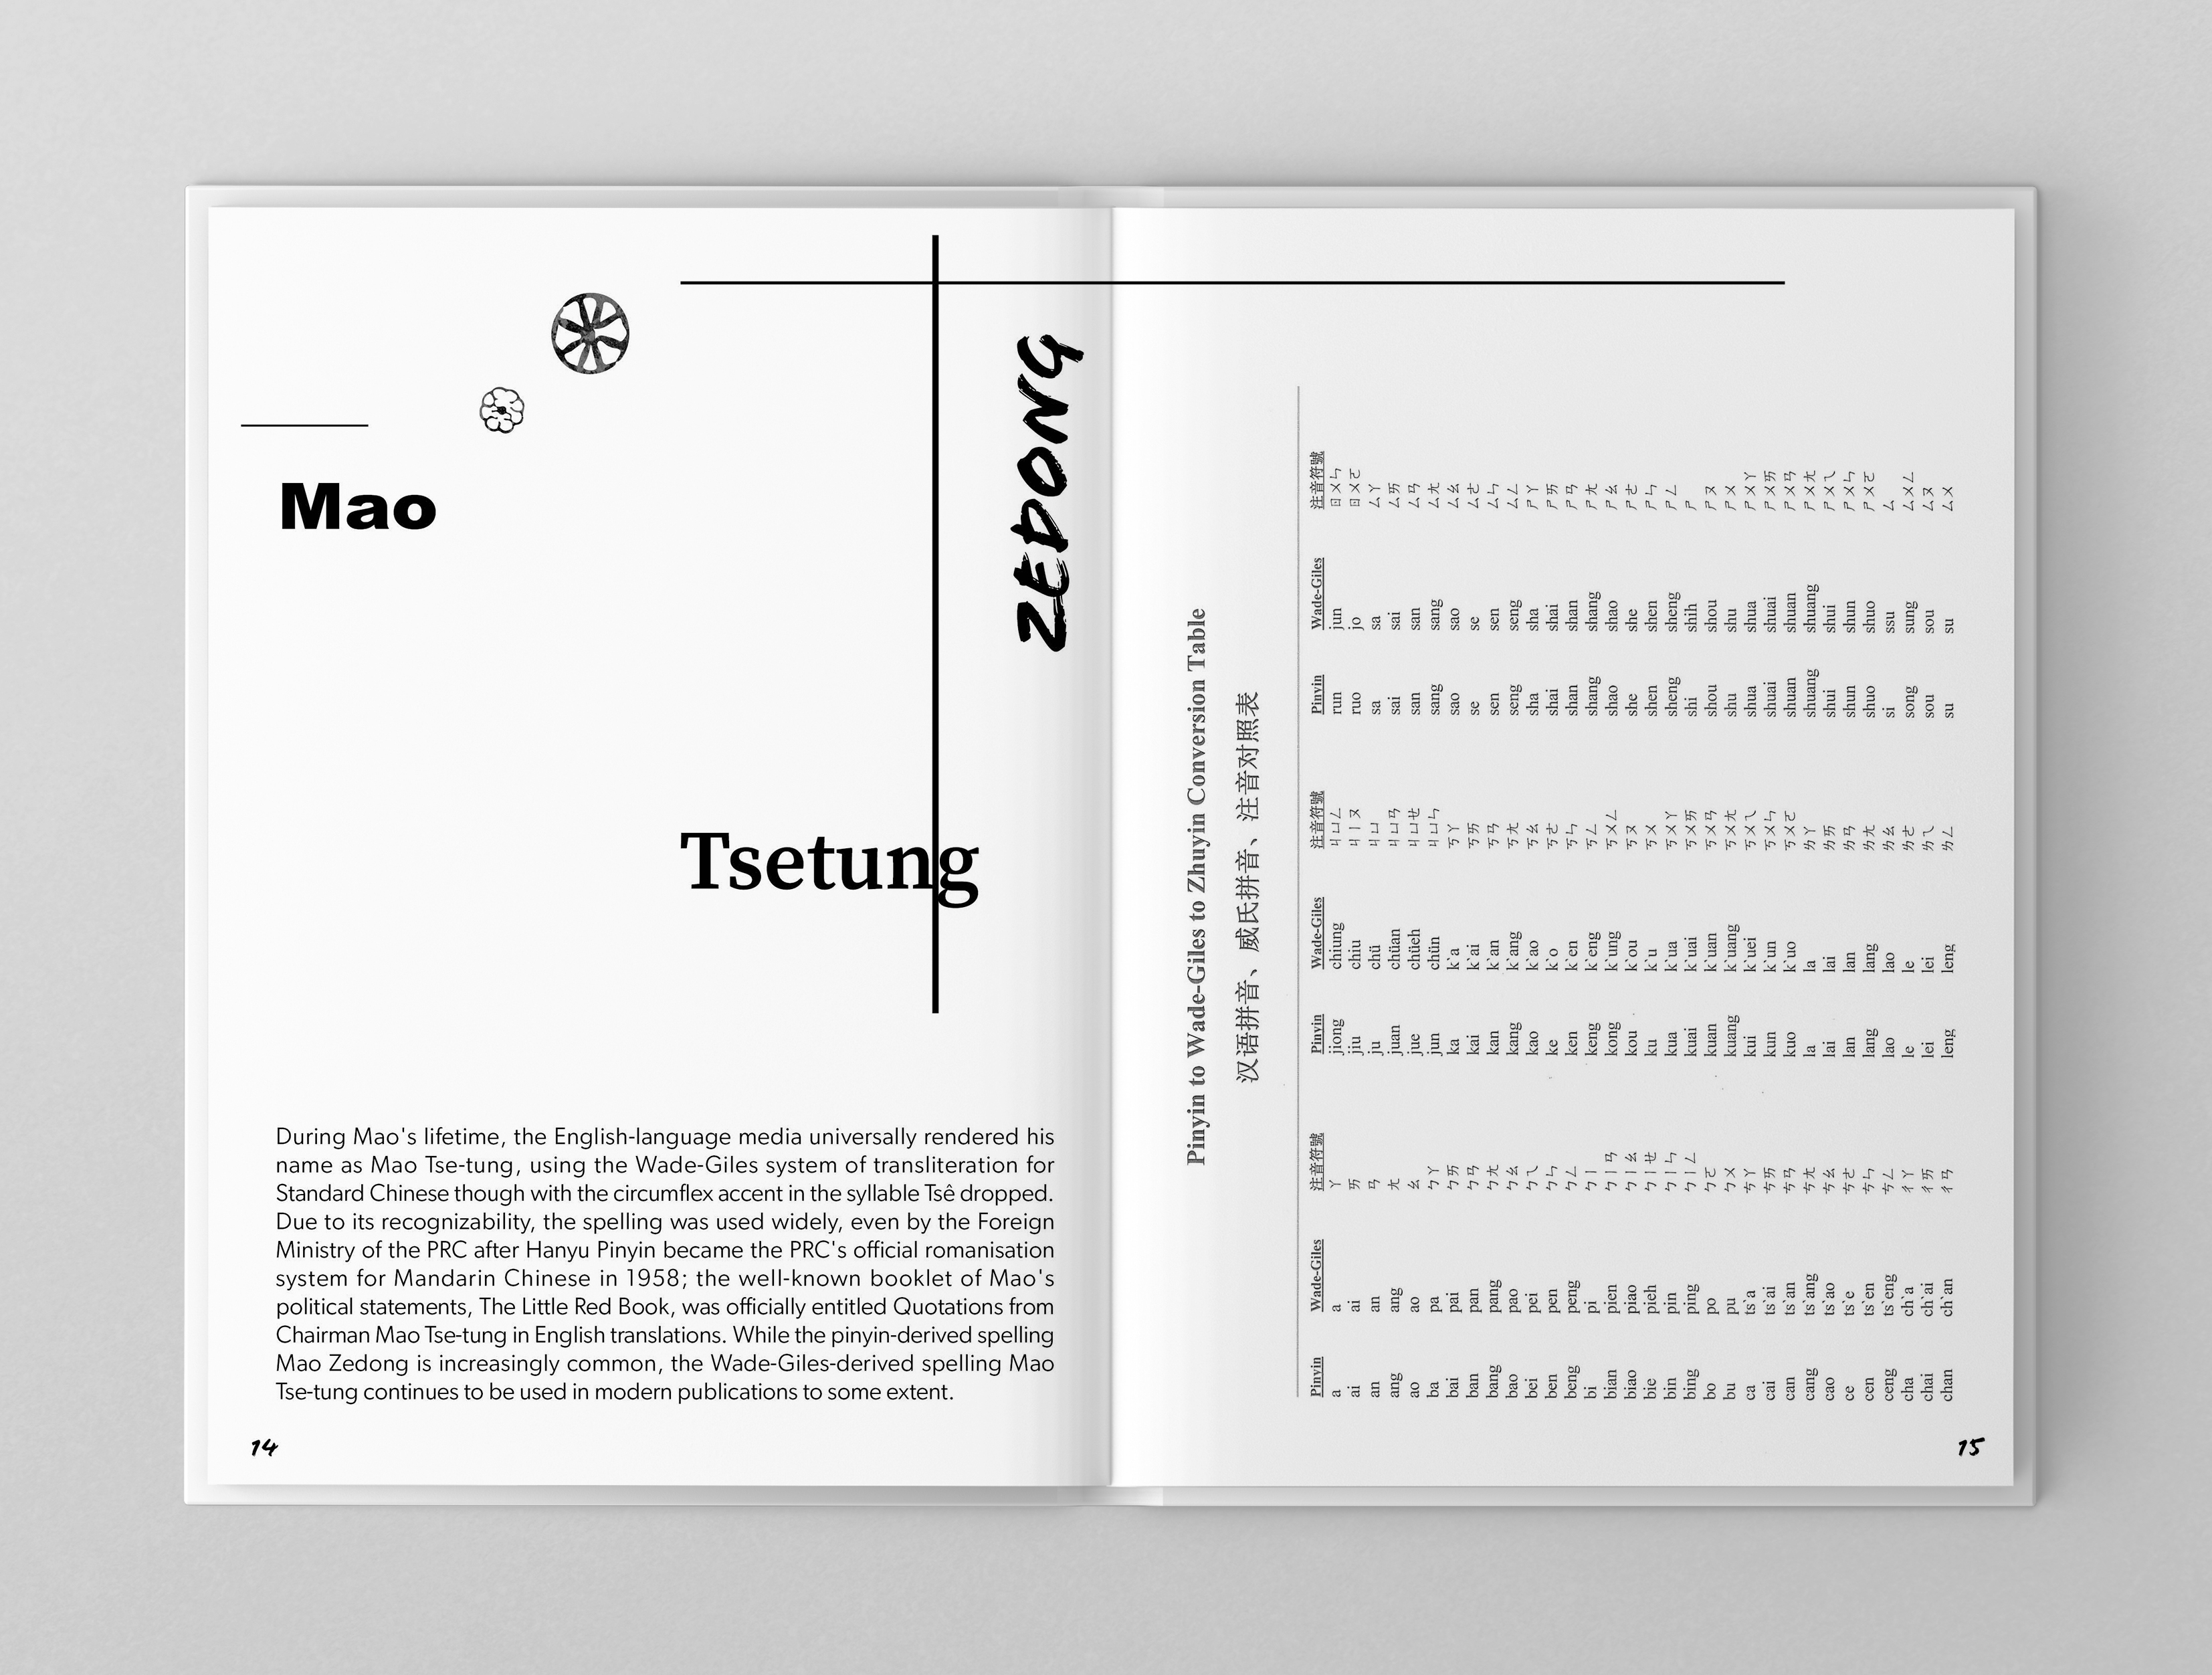 Mao
Tsetung
ZEDONG
During Mao's lifetime, the English-language media universally rendered his
name as Mao Tse-tung, using the Wade-Giles system of transliteration for
Standard Chinese though with the circumflex accent in the syllable Tsê dropped.
Due to its recognizability, the spelling was used widely, even by the Foreign
Ministry of the PRC after Hanyu Pinyin became the PRC's official romanisation
system for Mandarin Chinese in 1958; the well-known booklet of Mao's
political statements, The Little Red Book, was officially entitled Quotations from
Chairman Mao Tse-tung in English translations. While the pinyin-derived spelling
Mao Zedong is increasingly common, the Wade-Giles-derived spelling Mao
Tse-tung continues to be used in modern publications to some extent.
14
Pinyin to Wade-Giles to Zhuyin Conversion Table
汉语拼音、威氏拼音、注音对照表
Pinyin Wade-Giles 注音符號 Pinyin Wade-Giles 注音符號 Pinyin Wade-Giles 注音符號
a a ㄚ jiong chiung ㄐㄩㄥ run jun ㄖㄨㄣ
ai ai ㄞ jiu chiu ㄐㄧㄡ ruo jo ㄖㄨㄛ
an an ㄢ ju chü ㄐㄩ sa sa ㄙㄚ
ang ang ㄤ juan chüan ㄐㄩㄢ sai sai ㄙㄞ
ao ao ㄠ jue chüeh ㄐㄩㄝ san san ㄙㄢ
ba pa ㄅㄚ jun chün ㄐㄩㄣ sang sang ㄙㄤ
bai pai ㄅㄞ ka k`a ㄎㄚ sao sao ㄙㄠ
ban pan ㄅㄢ kai k`ai ㄎㄞ se se ㄙㄜ
bang pang ㄅㄤ kan k`an ㄎㄢ sen sen ㄙㄣ
bao pao ㄅㄠ kang k`ang ㄎㄤ seng seng ㄙㄥ
bei pei ㄅㄟ kao k`ao ㄎㄠ sha sha ㄕㄚ
ben pen ㄅㄣ ke k`o ㄎㄜ shai shai ㄕㄞ
beng peng ㄅㄥ ken k`en ㄎㄣ shan shan ㄕㄢ
bi pi ㄅㄧ keng k`eng ㄎㄥ shang shang ㄕㄤ
bian pien ㄅㄧㄢ kong k`ung ㄎㄨㄥ shao shao ㄕㄠ
biao piao ㄅㄧㄠ kou k`ou ㄎㄡ she she ㄕㄜ
bie pieh ㄅㄧㄝ ku k`u ㄎㄨ shen shen ㄕㄣ
bin pin ㄅㄧㄣ kua k`ua ㄎㄨㄚ sheng sheng ㄕㄥ
bing ping ㄅㄧㄥ kuai k`uai ㄎㄨㄞ shi shih ㄕ
bo po ㄅㄛ kuan k`uan ㄎㄨㄢ shou shou ㄕㄡ
bu pu ㄅㄨ kuang k`uang ㄎㄨㄤ shu shu ㄕㄨ
ca ts`a ㄘㄚ kui k`uei ㄎㄨㄟ shua shua ㄕㄨㄚ
cai ts`ai ㄘㄞ kun k`un ㄎㄨㄣ shuai shuai ㄕㄨㄞ
can ts`an ㄘㄢ kuo k`uo ㄎㄨㄛ shuan shuan ㄕㄨㄢ
cang ts`ang ㄘㄤ la la ㄌㄚ shuang shuang ㄕㄨㄤ
cao ts`ao ㄘㄠ lai lai ㄌㄞ shui shui ㄕㄨㄟ
ce ts`e ㄘㄜ lan lan ㄌㄢ shun shun ㄕㄨㄣ
cen ts`en ㄘㄣ lang lang ㄌㄤ shuo shuo ㄕㄨㄛ
ceng ts`eng ㄘㄥ lao lao ㄌㄠ si ssu ㄙ
cha ch`a ㄔㄚ le le ㄌㄜ song sung ㄙㄨㄥ
chai ch`ai ㄔㄞ lei lei ㄌㄟ sou sou ㄙㄡ
chan ch`an ㄔㄢ leng leng ㄌㄥ su su ㄙㄨ
15